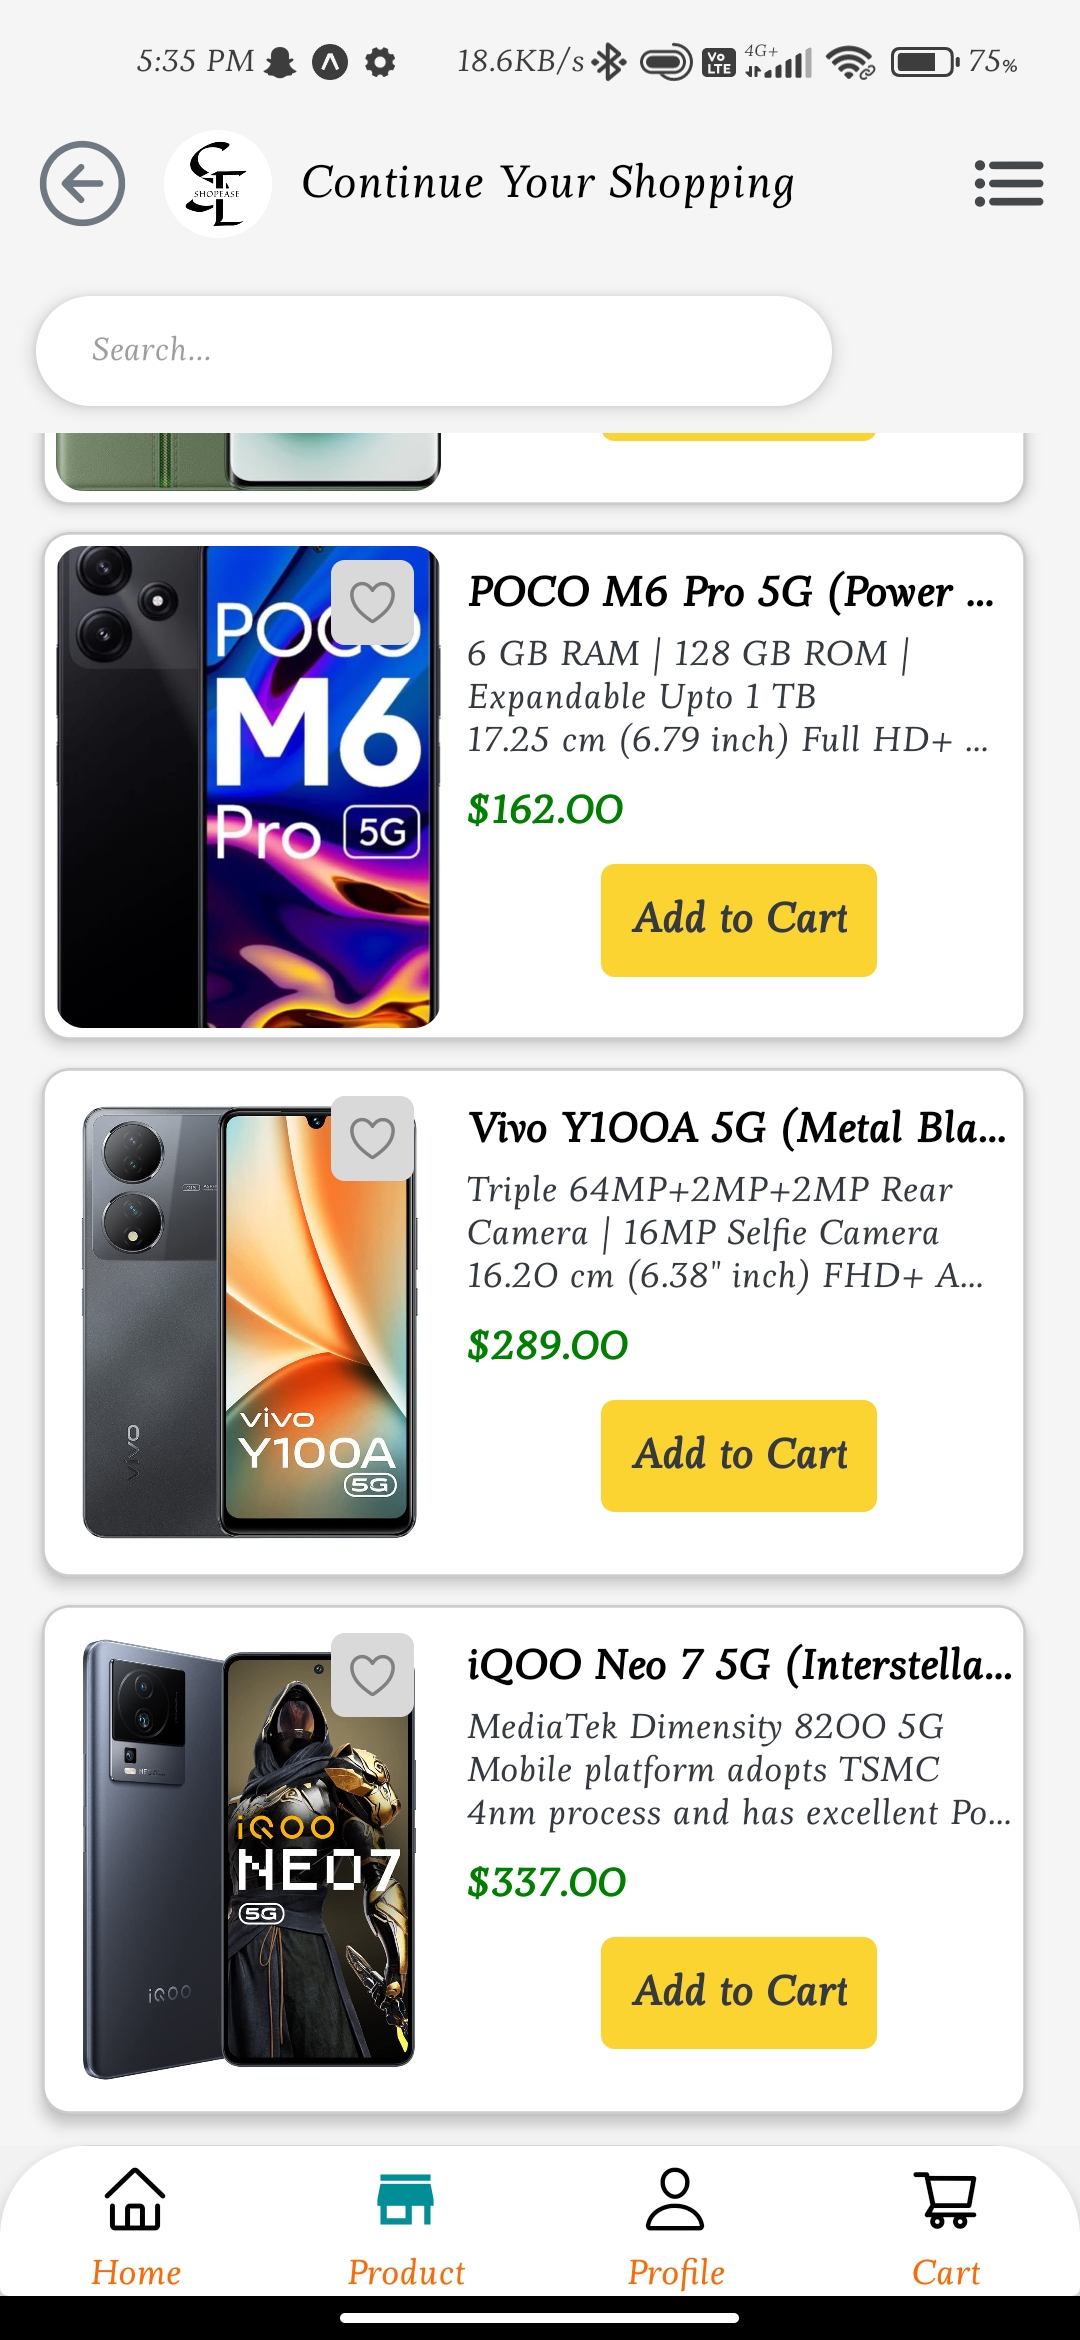 5:35 PM 18.6KB/s Vo LTE 4G+ 75%
SHOPEASE
Continue Your Shopping
Search...
POCO
M6
Pro 5G
POCO M6 Pro 5G (Power ...
6 GB RAM | 128 GB ROM |
Expandable Upto 1 TB
17.25 cm (6.79 inch) Full HD+ ...
$162.00
Add to Cart
vivo
vivo
Y100A
5G
Vivo Y100A 5G (Metal Bla...
Triple 64MP+2MP+2MP Rear
Camera | 16MP Selfie Camera
16.20 cm (6.38" inch) FHD+ A...
$289.00
Add to Cart
iQOO
iQOO
NEO7
5G
iQOO Neo 7 5G (Interstella...
MediaTek Dimensity 8200 5G
Mobile platform adopts TSMC
4nm process and has excellent Po...
$337.00
Add to Cart
Home Product Profile Cart